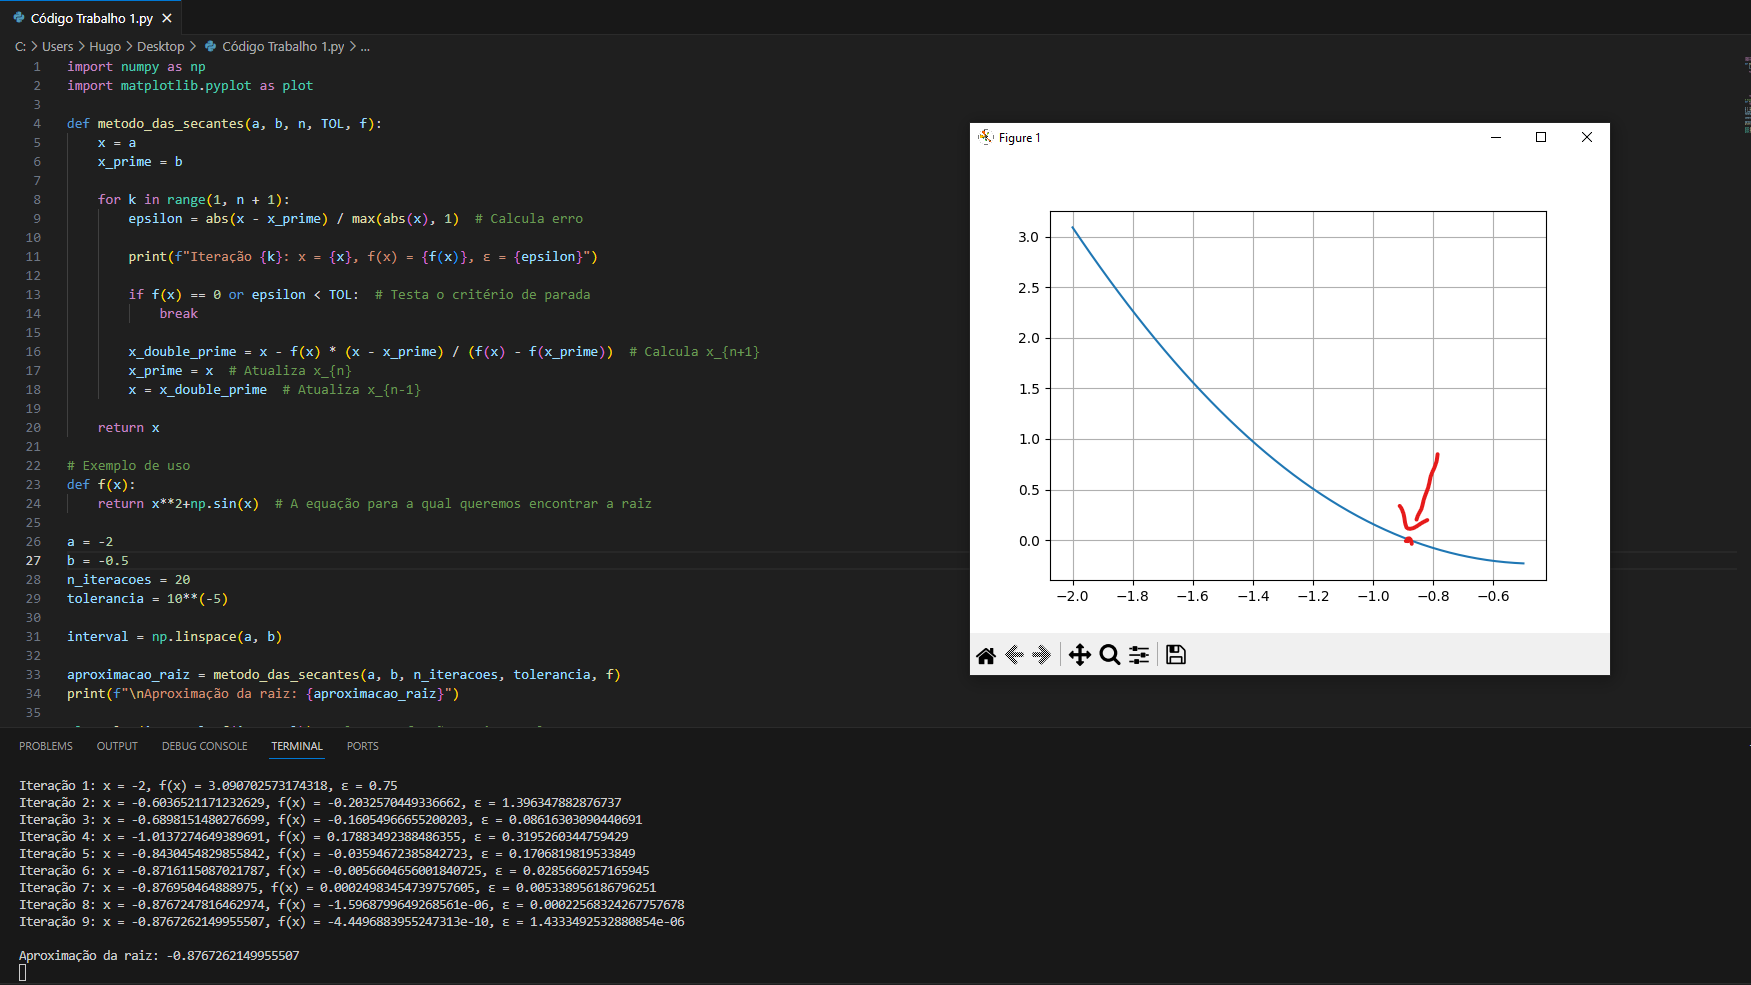 Código Trabalho 1.py
C: > Users > Hugo > Desktop > Código Trabalho 1.py > ...
1 import numpy as np
2 import matplotlib.pyplot as plot
3
4 def metodo_das_secantes(a, b, n, TOL, f):
5 x = a
6 x_prime = b
7
8 for k in range(1, n + 1):
9 epsilon = abs(x - x_prime) / max(abs(x), 1) # Calcula erro
10
11 print(f"Iteração {k}: x = {x}, f(x) = {f(x)}, ε = {epsilon}")
12
13 if f(x) == 0 or epsilon < TOL: # Testa o critério de parada
14 break
15
16 x_double_prime = x - f(x) * (x - x_prime) / (f(x) - f(x_prime)) # Calcula x_{n+1}
17 x_prime = x # Atualiza x_{n}
18 x = x_double_prime # Atualiza x_{n-1}
19
20 return x
21
22 # Exemplo de uso
23 def f(x):
24 return x**2+np.sin(x) # A equação para a qual queremos encontrar a raiz
25
26 a = -2
27 b = -0.5
28 n_iteracoes = 20
29 tolerancia = 10**(-5)
30
31 interval = np.linspace(a, b)
32
33 aproximacao_raiz = metodo_das_secantes(a, b, n_iteracoes, tolerancia, f)
34 print(f"\nAproximação da raiz: {aproximacao_raiz}")
35
Figure 1
3.0
2.5
2.0
1.5
1.0
0.5
0.0
−2.0 −1.8 −1.6 −1.4 −1.2 −1.0 −0.8 −0.6
PROBLEMS OUTPUT DEBUG CONSOLE TERMINAL PORTS
Iteração 1: x = -2, f(x) = 3.090702573174318, ε = 0.75
Iteração 2: x = -0.6036521171232629, f(x) = -0.2032570449336662, ε = 1.396347882876737
Iteração 3: x = -0.6898151480276699, f(x) = -0.16054966655200203, ε = 0.08616303090440691
Iteração 4: x = -1.0137274649389691, f(x) = 0.17883492388486355, ε = 0.3195260344759429
Iteração 5: x = -0.8430454829855842, f(x) = -0.03594672385842723, ε = 0.1706819819533849
Iteração 6: x = -0.8716115087021787, f(x) = -0.0056604656001840725, ε = 0.0285660257165945
Iteração 7: x = -0.876950464888975, f(x) = 0.00024983454739757605, ε = 0.005338956186796251
Iteração 8: x = -0.8767247816462974, f(x) = -1.5968799649268561e-06, ε = 0.00022568324267757678
Iteração 9: x = -0.8767262149955507, f(x) = -4.4496883955247313e-10, ε = 1.4333492532880854e-06
Aproximação da raiz: -0.8767262149955507